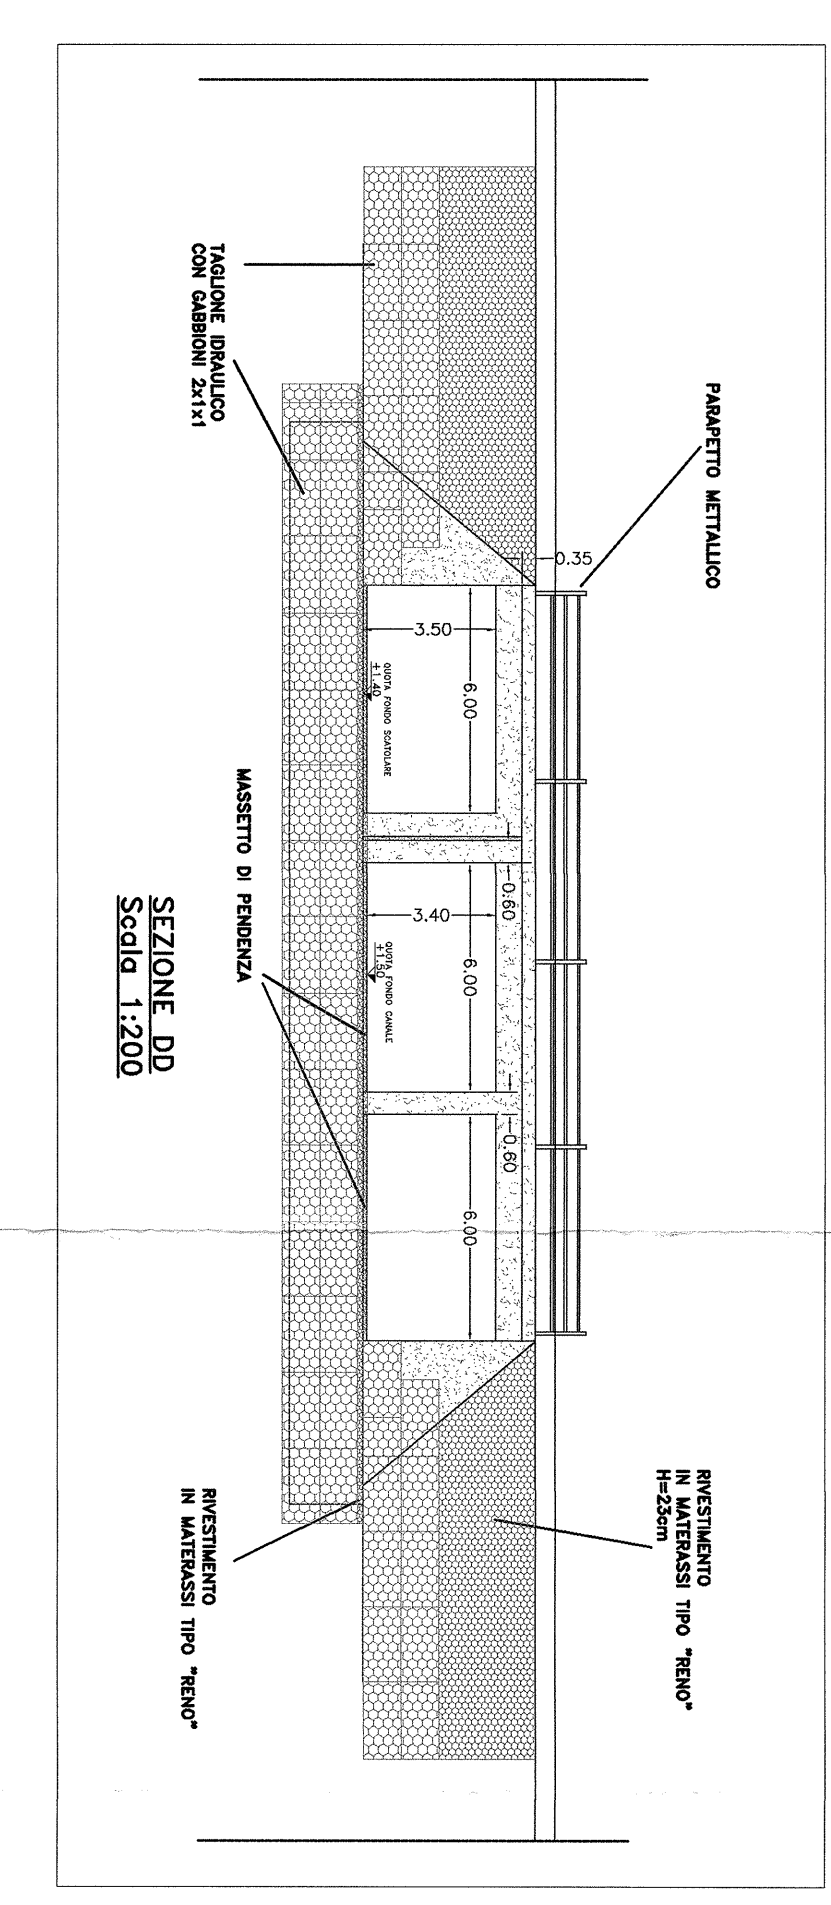 PARAPETTO METTALLICO
RIVESTIMENTO
IN MATERASSI TIPO "RENO"
H=23cm
0.35
3.50
6.00
QUOTA FONDO SCATOLARE
+1.40
0.60
3.40
6.00
QUOTA FONDO CANALE
+1.50
0.60
6.00
TAGLIONE IDRAULICO
CON GABBIONI 2x1x1
MASSETTO DI PENDENZA
RIVESTIMENTO
IN MATERASSI TIPO "RENO"
SEZIONE DD
Scala 1:200